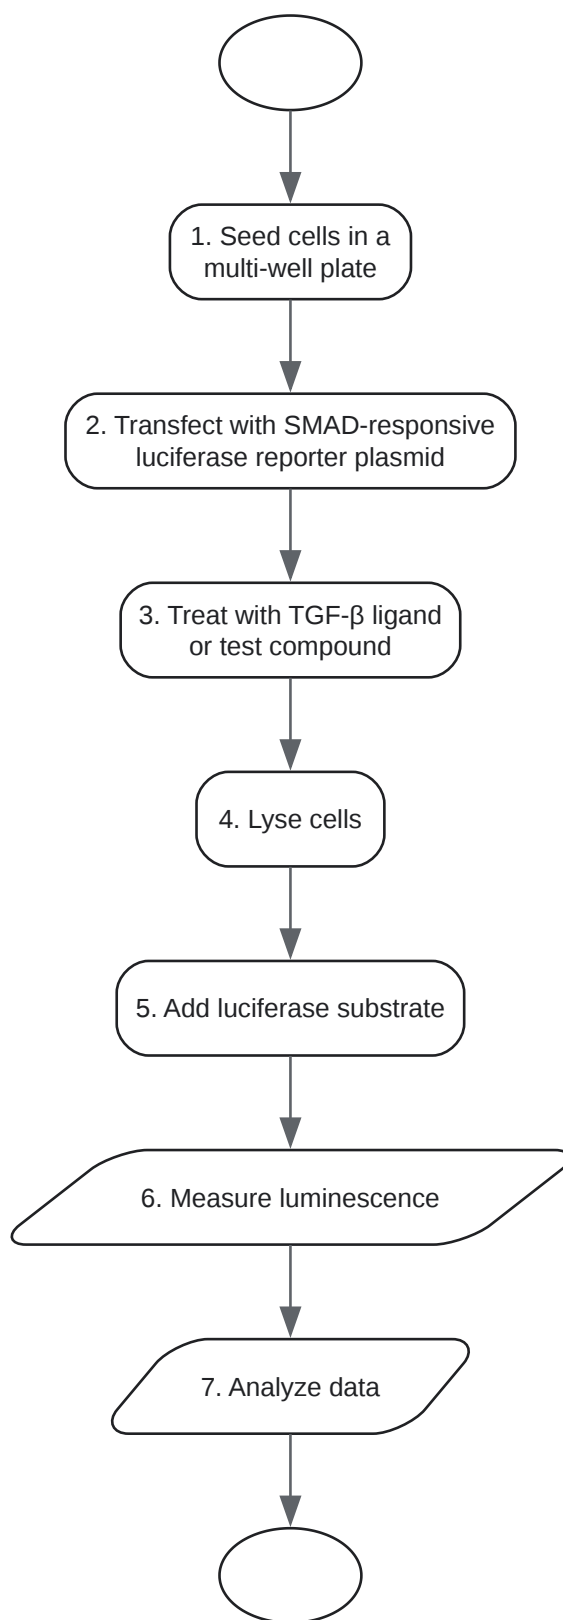 1. Seed cells in a
multi-well plate
2. Transfect with SMAD-responsive
luciferase reporter plasmid
3. Treat with TGF-β ligand
or test compound
4. Lyse cells
5. Add luciferase substrate
6. Measure luminescence
7. Analyze data